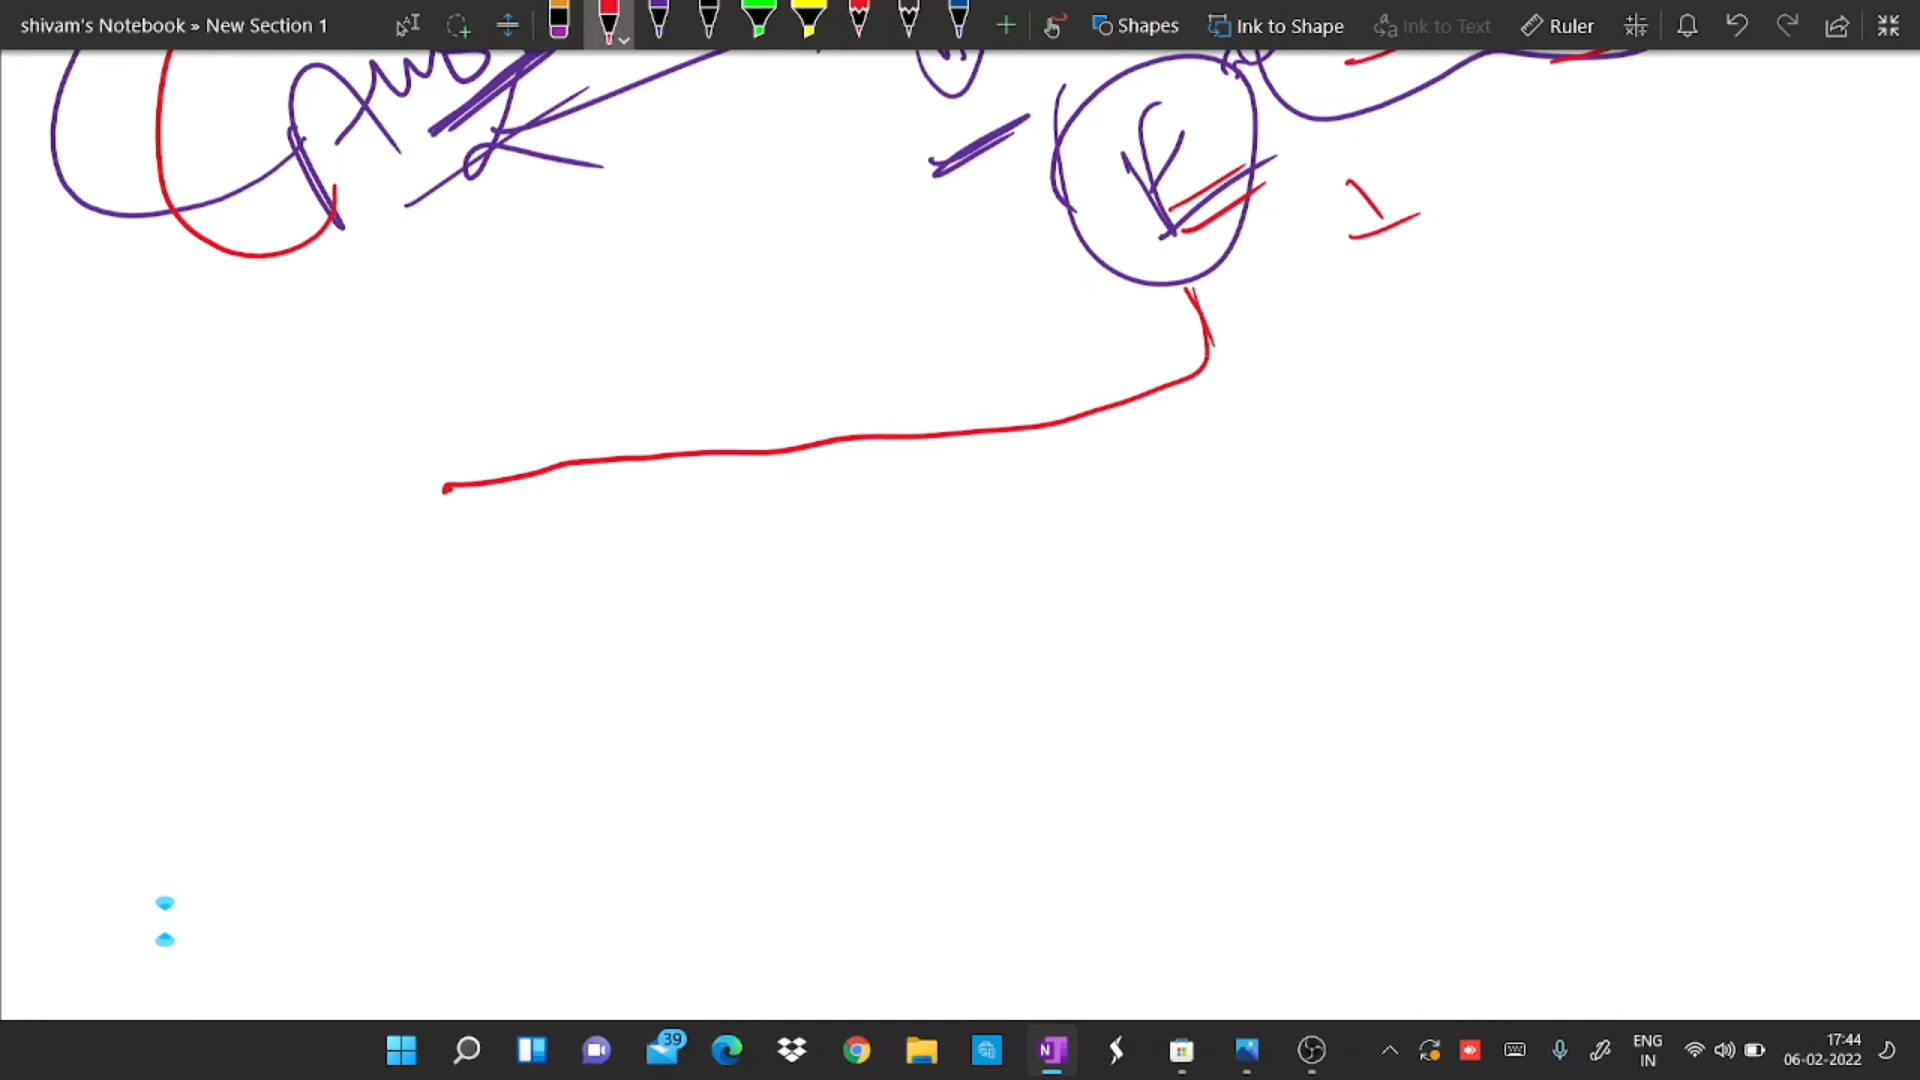 shivam's Notebook » New Section 1
Shapes
Ink to Shape
Ink to Text
Ruler
39
ENG
IN
17:44
06-02-2022